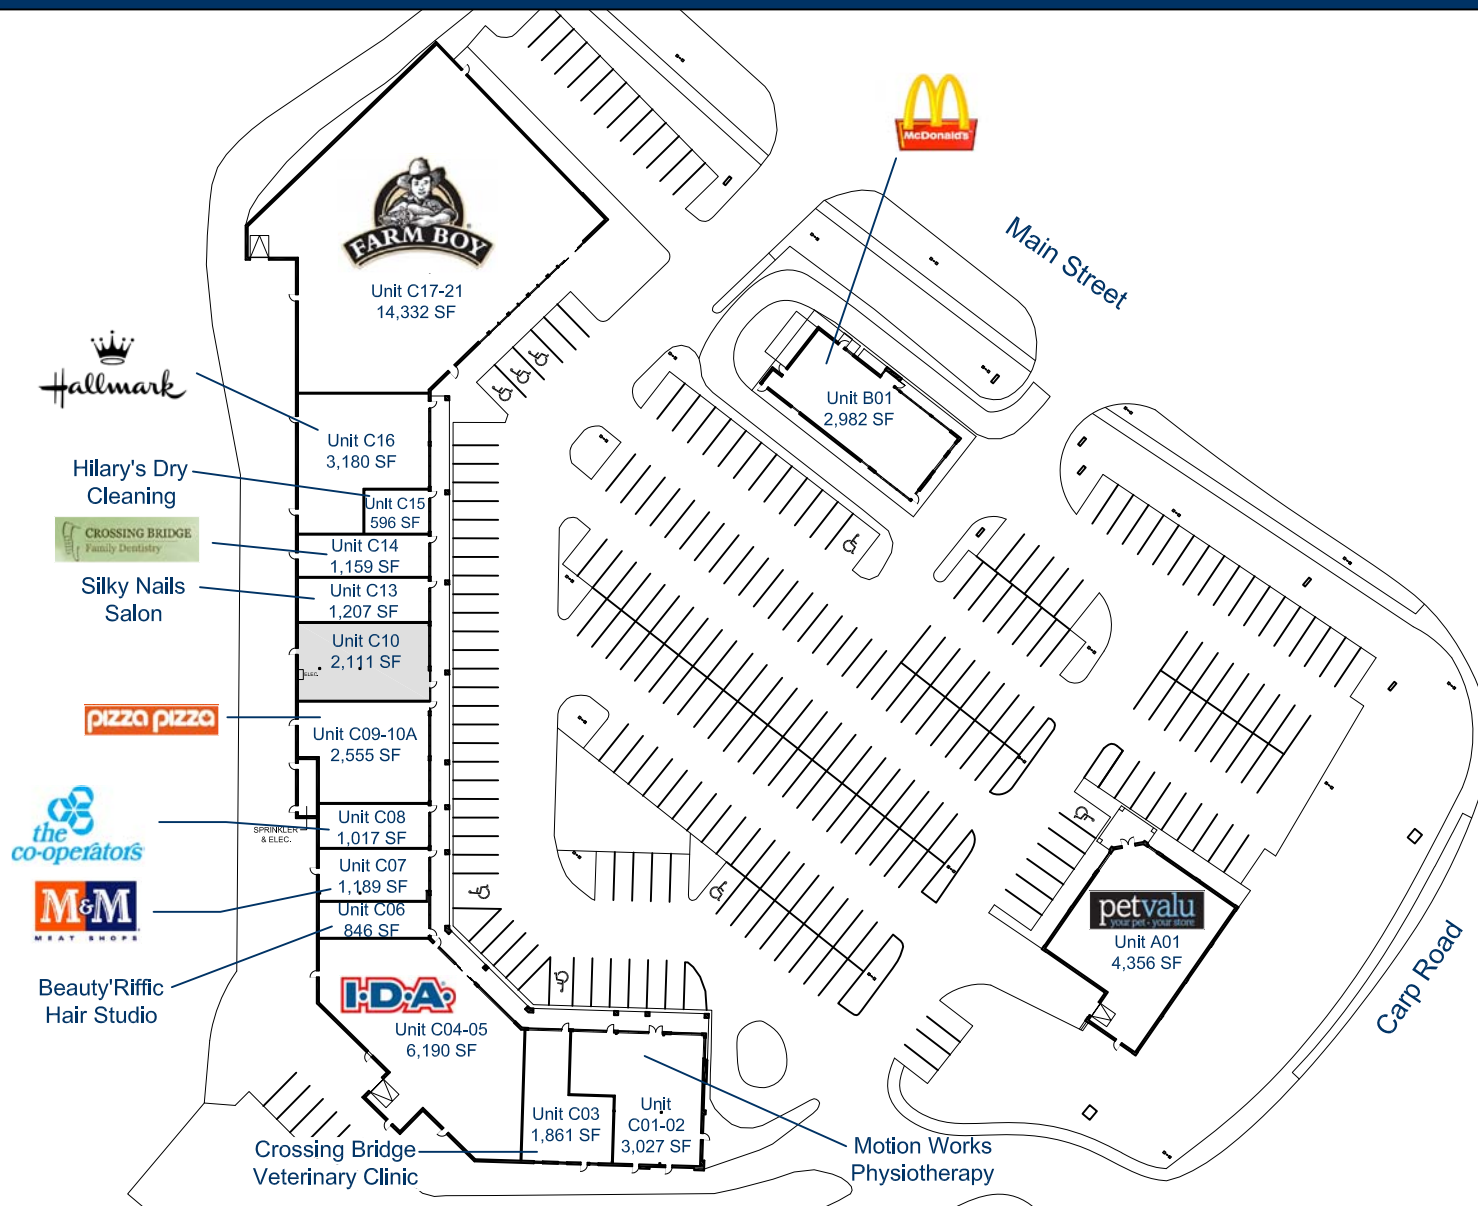 McDonald's
Main Street
FARM BOY
Unit C17-21
14,332 SF
Hallmark
Unit B01
2,982 SF
Unit C16
3,180 SF
Hilary's Dry
Cleaning
Unit C15
596 SF
CROSSING BRIDGE
Family Dentistry
Unit C14
1,159 SF
Silky Nails
Salon
Unit C13
1,207 SF
Unit C10
2,111 SF
ELEC.
pizza pizza
Unit C09-10A
2,555 SF
the
co-operators
SPRINKLER
& ELEC.
Unit C08
1,017 SF
M&M
MEAT SHOPS
Unit C07
1,189 SF
Unit C06
846 SF
petvalu
your pet • your store
Unit A01
4,356 SF
Carp Road
Beauty'Riffic
Hair Studio
I·D·A·
Unit C04-05
6,190 SF
Unit C03
1,861 SF
Unit
C01-02
3,027 SF
Crossing Bridge
Veterinary Clinic
Motion Works
Physiotherapy